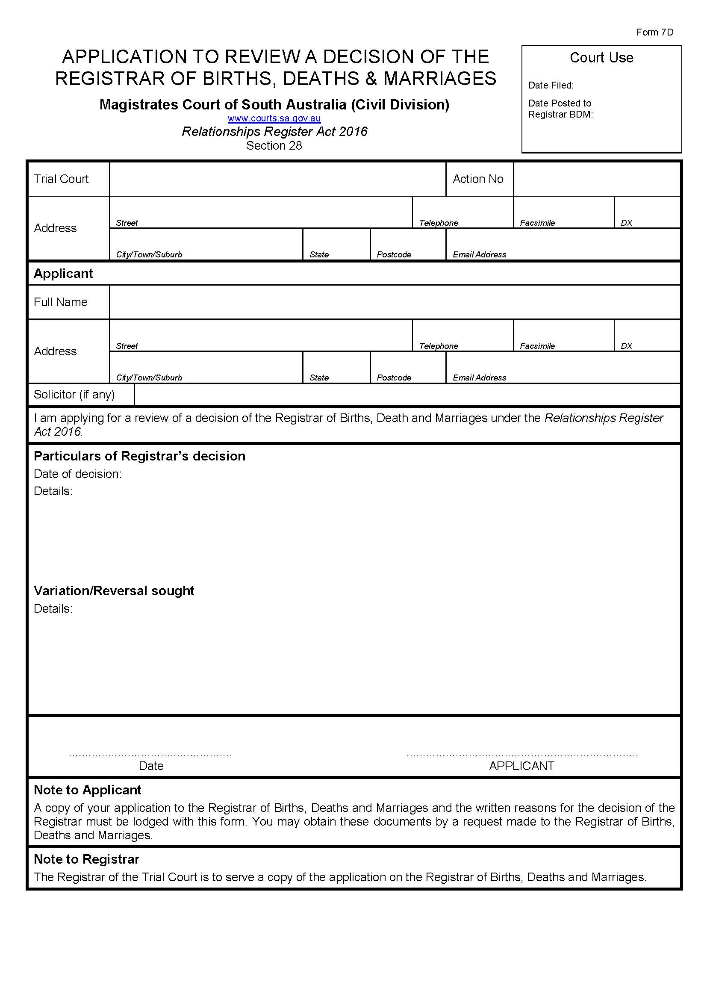 Form 7D
APPLICATION TO REVIEW A DECISION OF THE
REGISTRAR OF BIRTHS, DEATHS & MARRIAGES
Magistrates Court of South Australia (Civil Division)
www.courts.sa.gov.au
Relationships Register Act 2016
Section 28
Court Use
Date Filed:
Date Posted to
Registrar BDM:
Trial Court
Action No
Address
Street
Telephone
Facsimile
DX
City/Town/Suburb
State
Postcode
Email Address
Applicant
Full Name
Address
Street
Telephone
Facsimile
DX
City/Town/Suburb
State
Postcode
Email Address
Solicitor (if any)
I am applying for a review of a decision of the Registrar of Births, Death and Marriages under the Relationships Register
Act 2016.
Particulars of Registrar’s decision
Date of decision:
Details:
Variation/Reversal sought
Details:
Date
APPLICANT
Note to Applicant
A copy of your application to the Registrar of Births, Deaths and Marriages and the written reasons for the decision of the
Registrar must be lodged with this form. You may obtain these documents by a request made to the Registrar of Births,
Deaths and Marriages.
Note to Registrar
The Registrar of the Trial Court is to serve a copy of the application on the Registrar of Births, Deaths and Marriages.